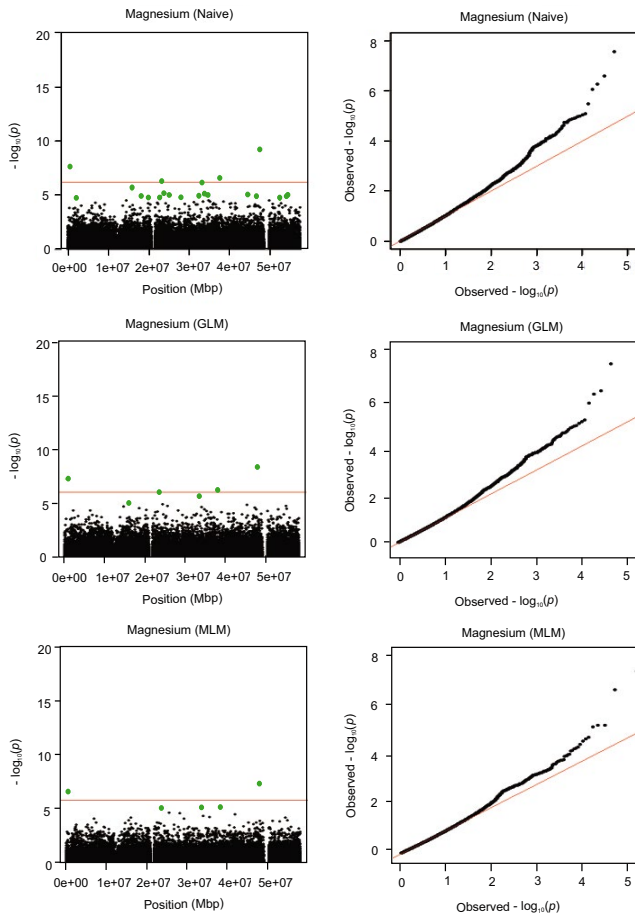 Magnesium (Naive)
20
15
10
5
0
- log₁₀(p)
0e+00 1e+07 2e+07 3e+07 4e+07 5e+07
Position (Mbp)
Magnesium (Naive)
8
6
4
2
0
Observed - log₁₀(p)
0 1 2 3 4 5
Observed - log₁₀(p)
Magnesium (GLM)
20
15
10
5
0
- log₁₀(p)
0e+00 1e+07 2e+07 3e+07 4e+07 5e+07
Position (Mbp)
Magnesium (GLM)
8
6
4
2
0
Observed - log₁₀(p)
0 1 2 3 4 5
Observed - log₁₀(p)
Magnesium (MLM)
20
15
10
5
0
- log₁₀(p)
0e+00 1e+07 2e+07 3e+07 4e+07 5e+07
Position (Mbp)
Magnesium (MLM)
8
6
4
2
0
Observed - log₁₀(p)
0 1 2 3 4 5
Observed - log₁₀(p)